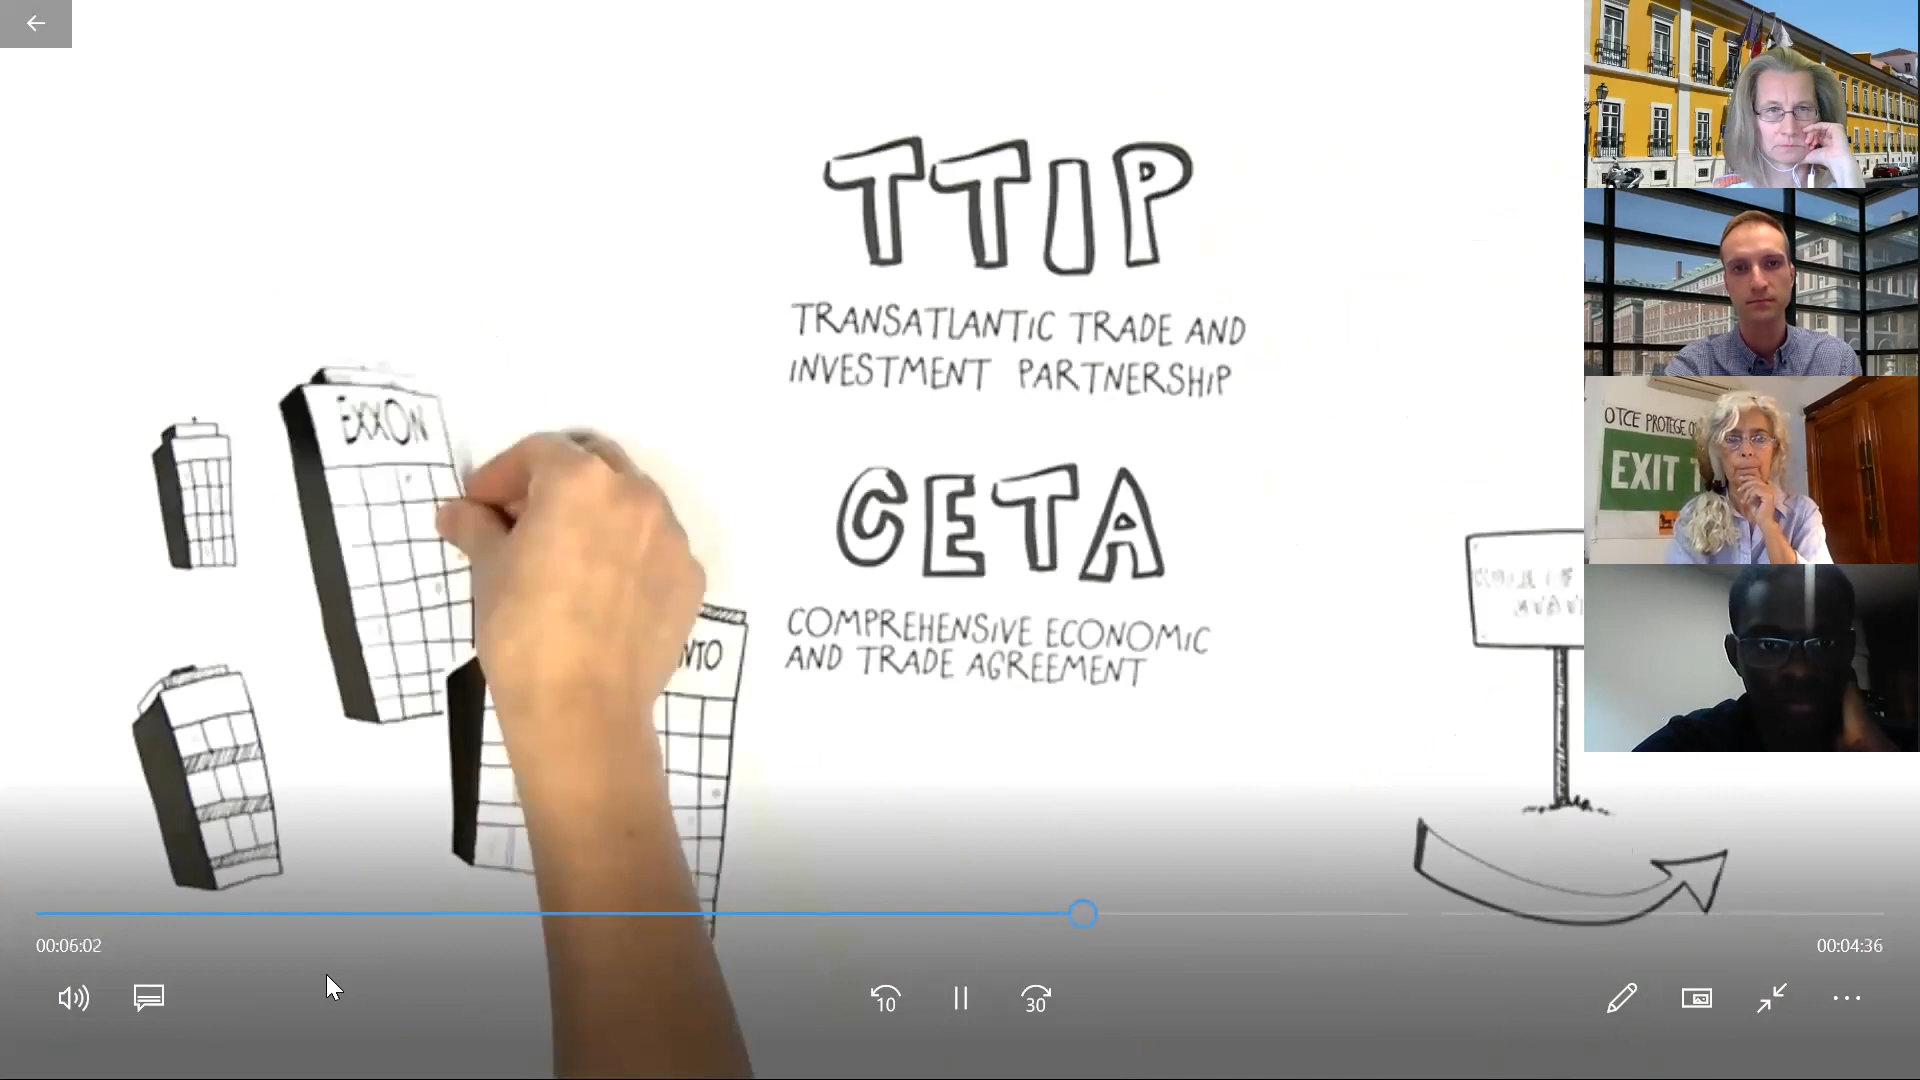 TTIP
TRANSATLANTIC TRADE AND
INVESTMENT PARTNERSHIP
EXXON
CETA
NTO
COMPREHENSIVE ECONOMIC
AND TRADE AGREEMENT
OTCE PROTEGE
EXIT T
00:06:02
00:04:36
10
30